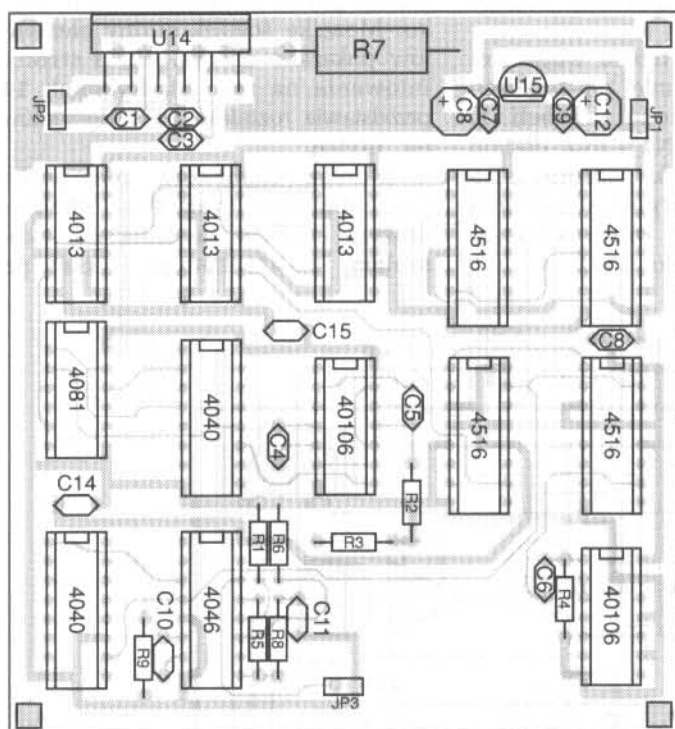 U14
R7
U15
JP2
C1
C2
C3
+
C8
C7
C9
+
C12
JP1
4013
4013
4013
4516
4516
C15
C8
4081
4040
40106
C5
4516
4516
C4
C14
R2
R1
R6
R3
4040
4046
C10
R9
R5
R8
C11
C6
R4
40106
JP3